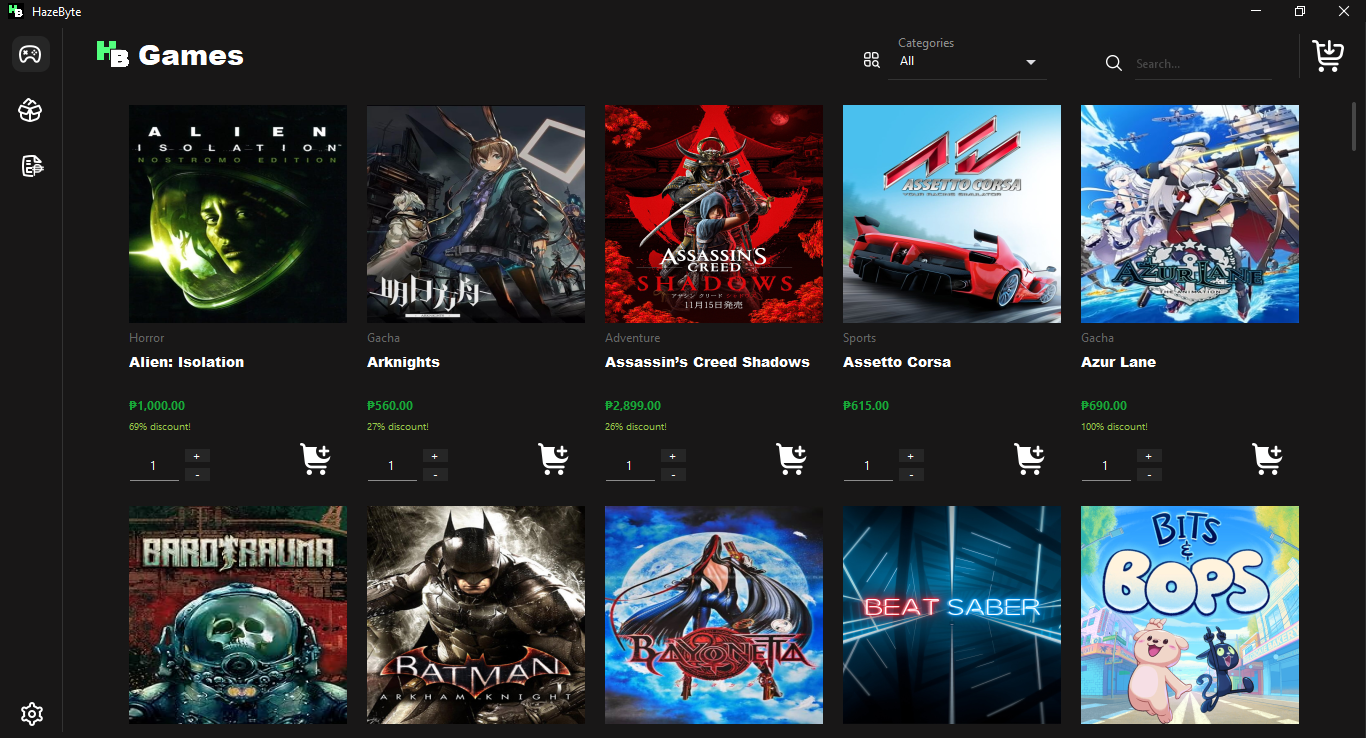 HB HazeByte
HB Games
Categories
All
Search...
ALIEN
ISOLATION™
NOSTROMO EDITION
明日方舟
ASSASSIN'S
CREED
SHADOWS
アサシン クリード シャドウズ
11月15日発売
ASSETTO CORSA
YOUR RACING SIMULATOR
AZUR LANE
THE ANIMATION
Horror
Gacha
Adventure
Sports
Gacha
Alien: Isolation
Arknights
Assassin’s Creed Shadows
Assetto Corsa
Azur Lane
₱1,000.00
₱560.00
₱2,899.00
₱615.00
₱690.00
69% discount!
27% discount!
26% discount!
100% discount!
1 + -
1 + -
1 + -
1 + -
1 + -
BAROTRAUMA
BATMAN
ARKHAM KNIGHT
BAYONETTA
BEAT SABER
BITS
&
BOPS